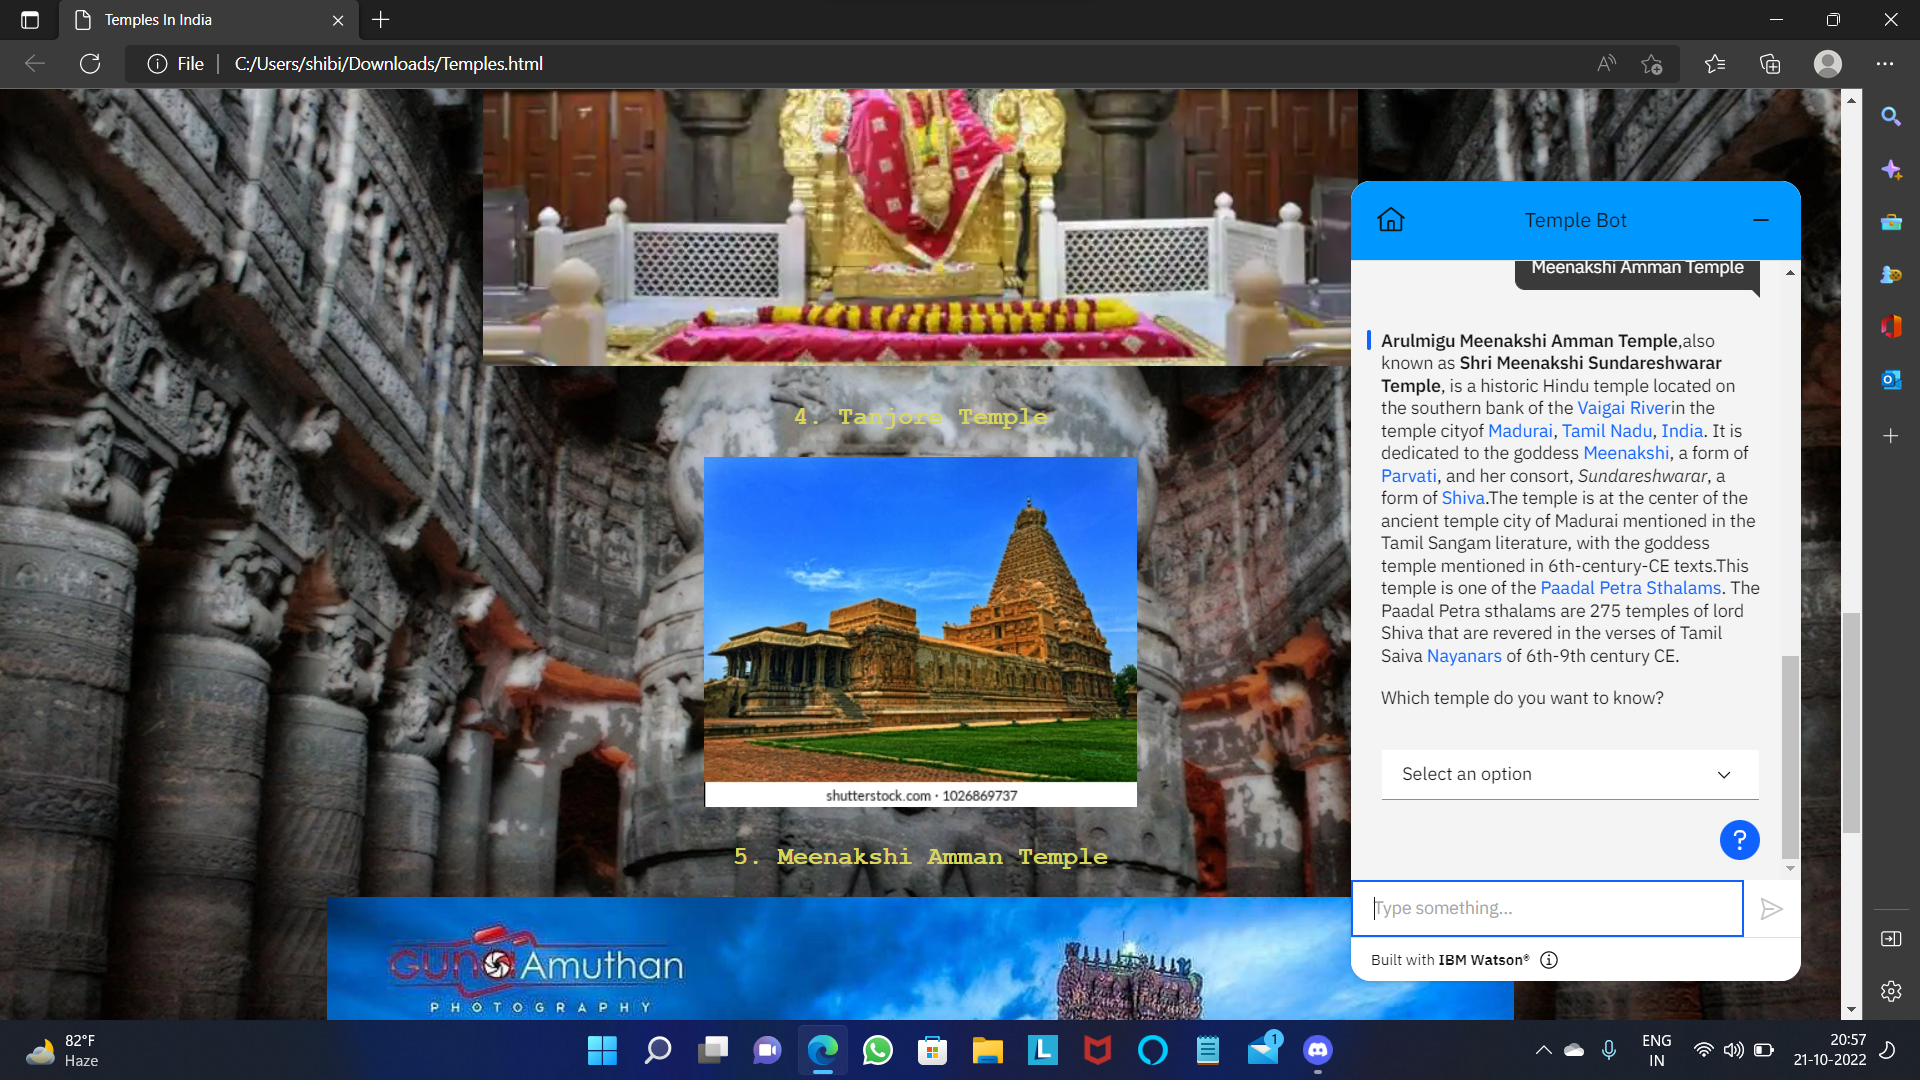 Temples In India
File
C:/Users/shibi/Downloads/Temples.html
4. Tanjore Temple
shutterstock.com · 1026869737
5. Meenakshi Amman Temple
Guna Amuthan
PHOTOGRAPHY
Temple Bot
Meenakshi Amman Temple
Arulmigu Meenakshi Amman Temple,also
known as Shri Meenakshi Sundareshwarar
Temple, is a historic Hindu temple located on
the southern bank of the Vaigai Riverin the
temple cityof Madurai, Tamil Nadu, India. It is
dedicated to the goddess Meenakshi, a form of
Parvati, and her consort, Sundareshwarar, a
form of Shiva.The temple is at the center of the
ancient temple city of Madurai mentioned in the
Tamil Sangam literature, with the goddess
temple mentioned in 6th-century-CE texts.This
temple is one of the Paadal Petra Sthalams. The
Paadal Petra sthalams are 275 temples of lord
Shiva that are revered in the verses of Tamil
Saiva Nayanars of 6th-9th century CE.
Which temple do you want to know?
Select an option
?
Type something...
Built with IBM Watson®
82°F
Haze
1
ENG
IN
20:57
21-10-2022